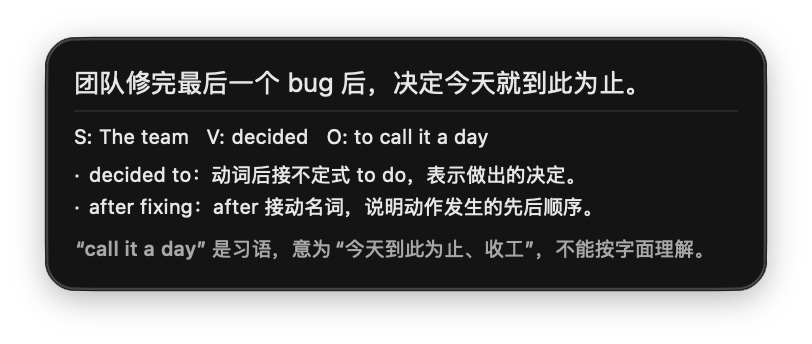 团队修完最后一个 bug 后，决定今天就到此为止。
S: The team V: decided O: to call it a day
· decided to：动词后接不定式 to do，表示做出的决定。
· after fixing：after 接动名词，说明动作发生的先后顺序。
“call it a day” 是习语，意为 “今天到此为止、收工”，不能按字面理解。